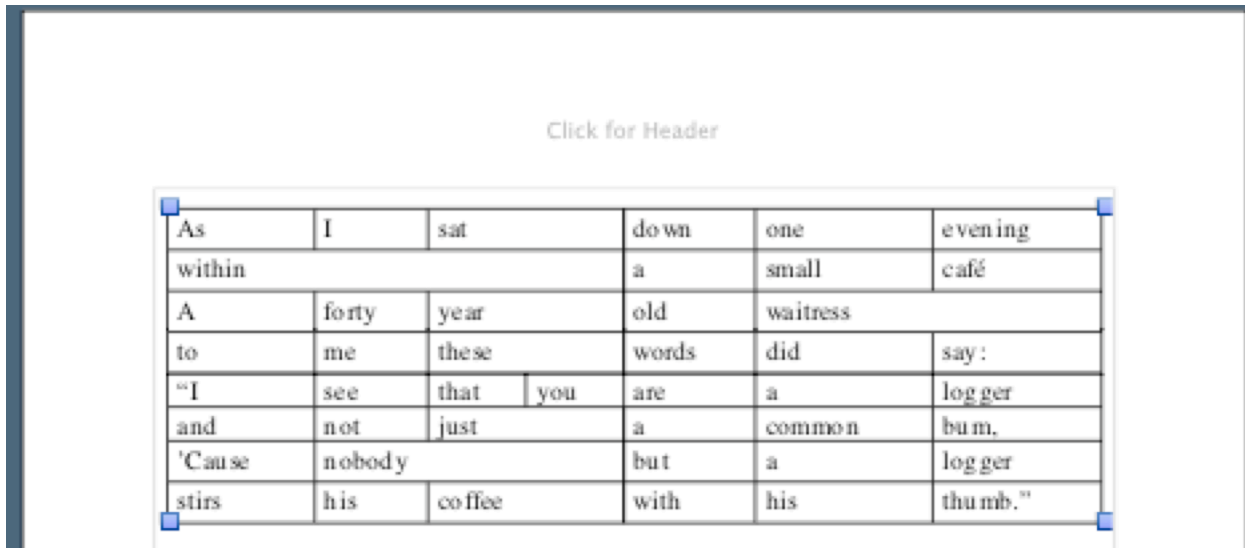 Click for Header
As I sat down one evening
within a small café
A forty year old waitress
to me these words did say:
“I see that you are a logger
and not just a common bum,
'Cause nobody but a logger
stirs his coffee with his thumb.”